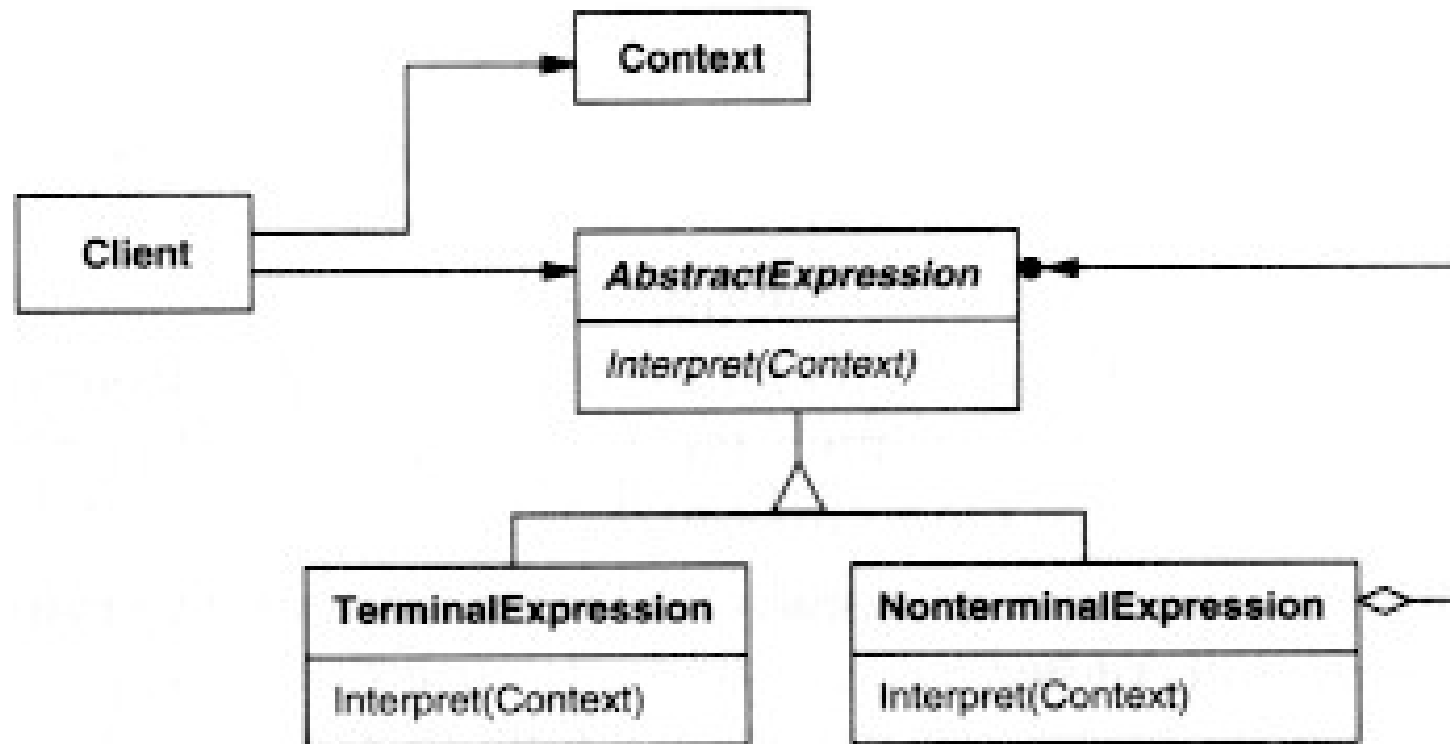 Context
Client
AbstractExpression
Interpret(Context)
TerminalExpression
NonterminalExpression
Interpret(Context)
Interpret(Context)